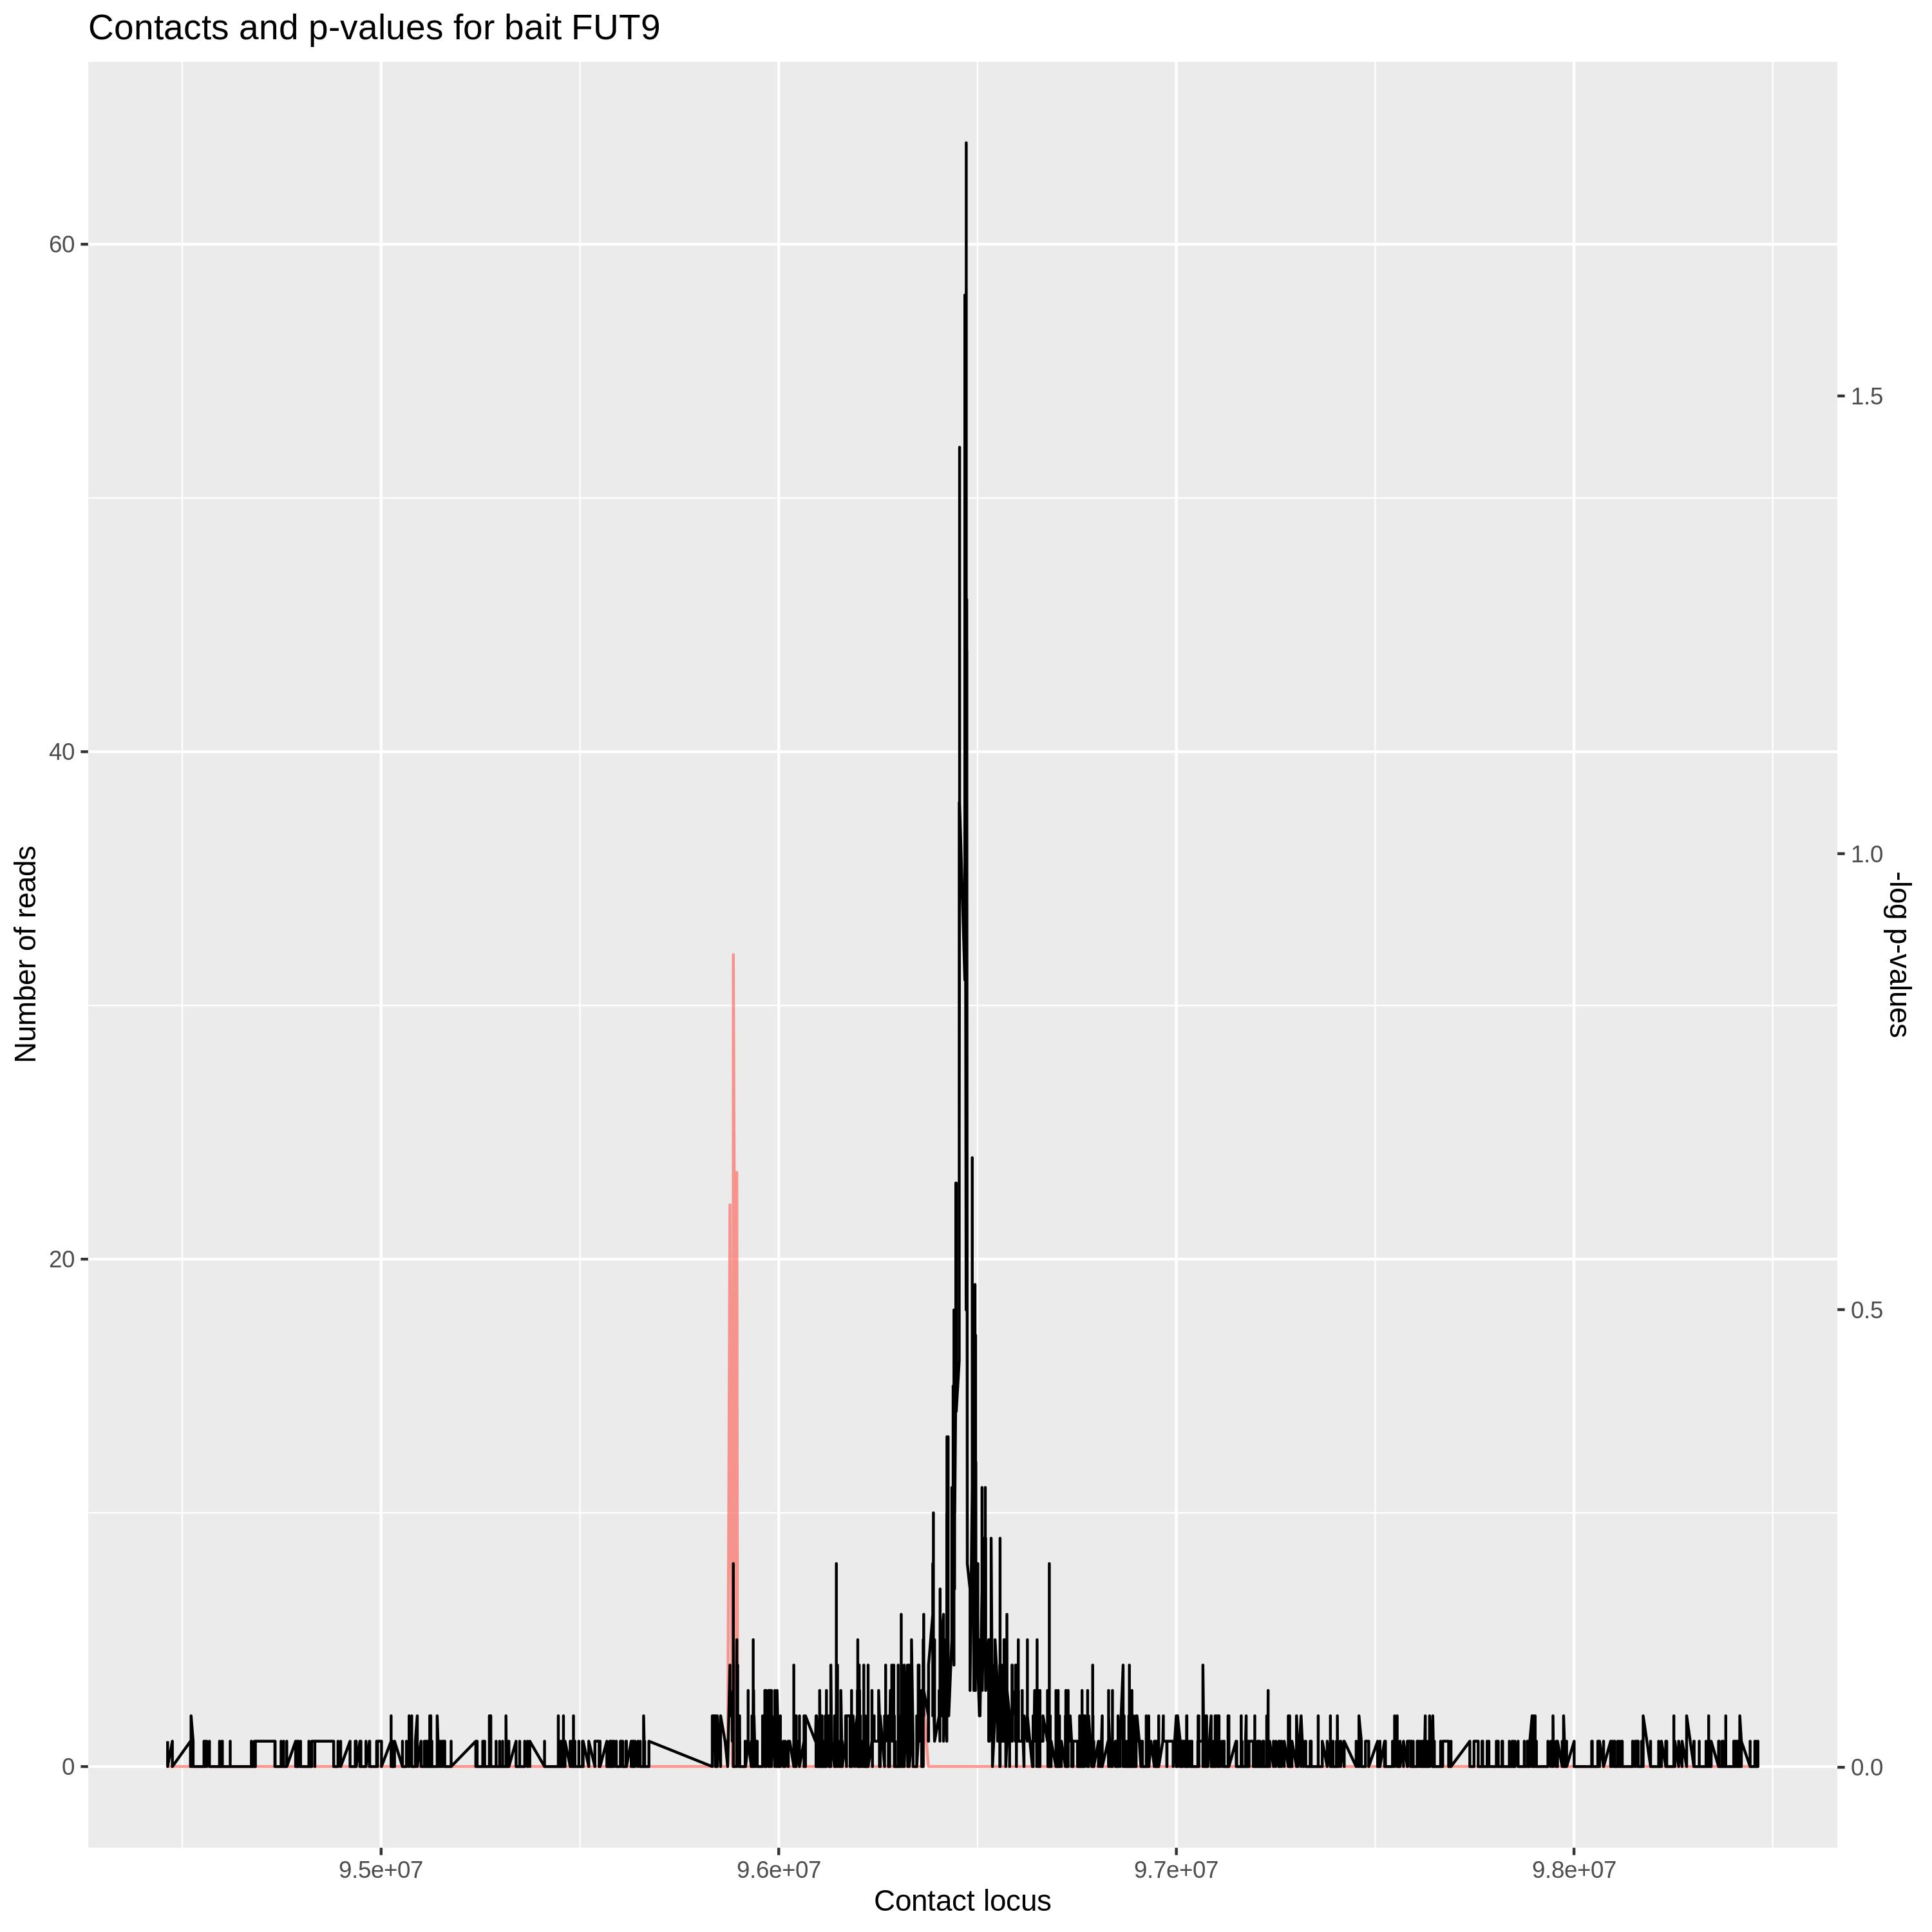 Contacts and p-values for bait FUT9
60
40
20
0
1.5
1.0
0.5
0.0
Number of reads
-log p-values
9.5e+07
9.6e+07
9.7e+07
9.8e+07
Contact locus